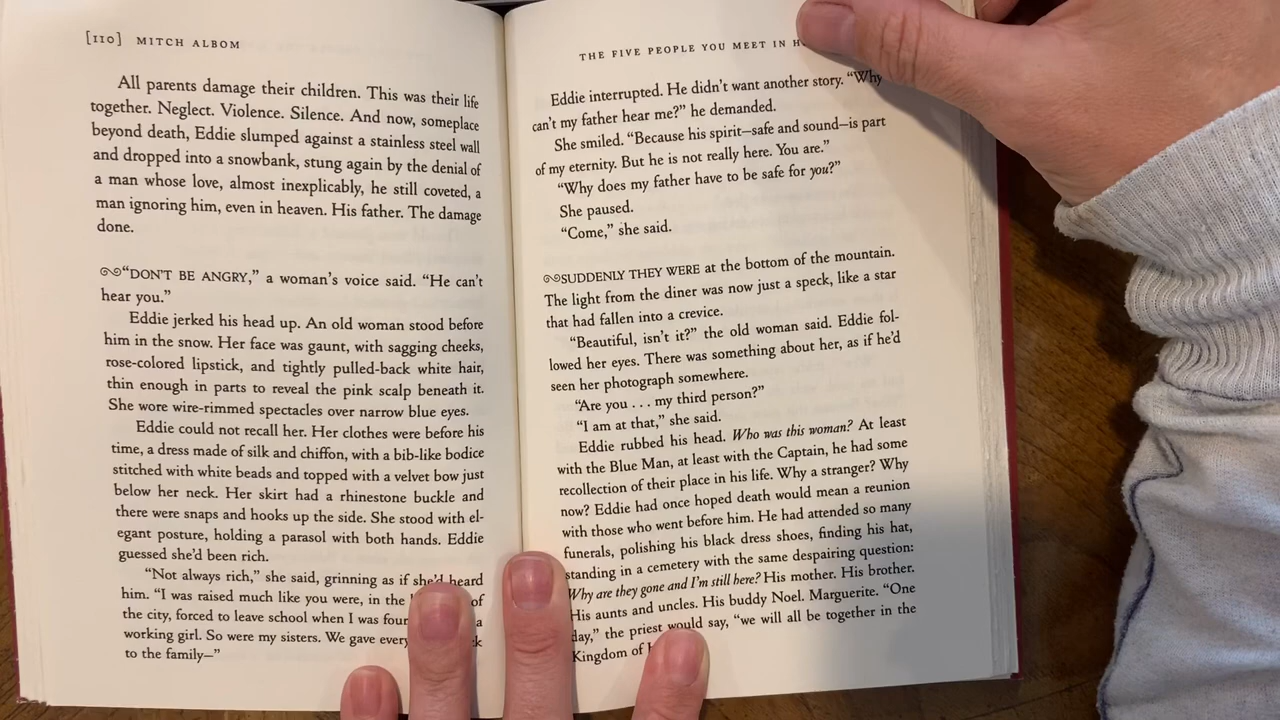 [110] MITCH ALBOM
All parents damage their children. This was their life
together. Neglect. Violence. Silence. And now, someplace
beyond death, Eddie slumped against a stainless steel wall
and dropped into a snowbank, stung again by the denial of
a man whose love, almost inexplicably, he still coveted, a
man ignoring him, even in heaven. His father. The damage
done.
“DON’T BE ANGRY,” a woman’s voice said. “He can’t
hear you.”
Eddie jerked his head up. An old woman stood before
him in the snow. Her face was gaunt, with sagging cheeks,
rose-colored lipstick, and tightly pulled-back white hair,
thin enough in parts to reveal the pink scalp beneath it.
She wore wire-rimmed spectacles over narrow blue eyes.
Eddie could not recall her. Her clothes were before his
time, a dress made of silk and chiffon, with a bib-like bodice
stitched with white beads and topped with a velvet bow just
below her neck. Her skirt had a rhinestone buckle and
there were snaps and hooks up the side. She stood with el-
egant posture, holding a parasol with both hands. Eddie
guessed she’d been rich.
“Not always rich,” she said, grinning as if she’d heard
him. “I was raised much like you were, in the of
the city, forced to leave school when I was four a
working girl. So were my sisters. We gave every
to the family—”
THE FIVE PEOPLE YOU MEET IN
Eddie interrupted. He didn’t want another story. “Why
can’t my father hear me?” he demanded.
She smiled. “Because his spirit—safe and sound—is part
of my eternity. But he is not really here. You are.”
“Why does my father have to be safe for you?”
She paused.
“Come,” she said.
SUDDENLY THEY WERE at the bottom of the mountain.
The light from the diner was now just a speck, like a star
that had fallen into a crevice.
“Beautiful, isn’t it?” the old woman said. Eddie fol-
lowed her eyes. There was something about her, as if he’d
seen her photograph somewhere.
“Are you . . . my third person?”
“I am at that,” she said.
Eddie rubbed his head. Who was this woman? At least
with the Blue Man, at least with the Captain, he had some
recollection of their place in his life. Why a stranger? Why
now? Eddie had once hoped death would mean a reunion
with those who went before him. He had attended so many
funerals, polishing his black dress shoes, finding his hat,
standing in a cemetery with the same despairing question:
Why are they gone and I’m still here? His mother. His brother.
His aunts and uncles. His buddy Noel. Marguerite. “One
day,” the priest would say, “we will all be together in the
Kingdom of